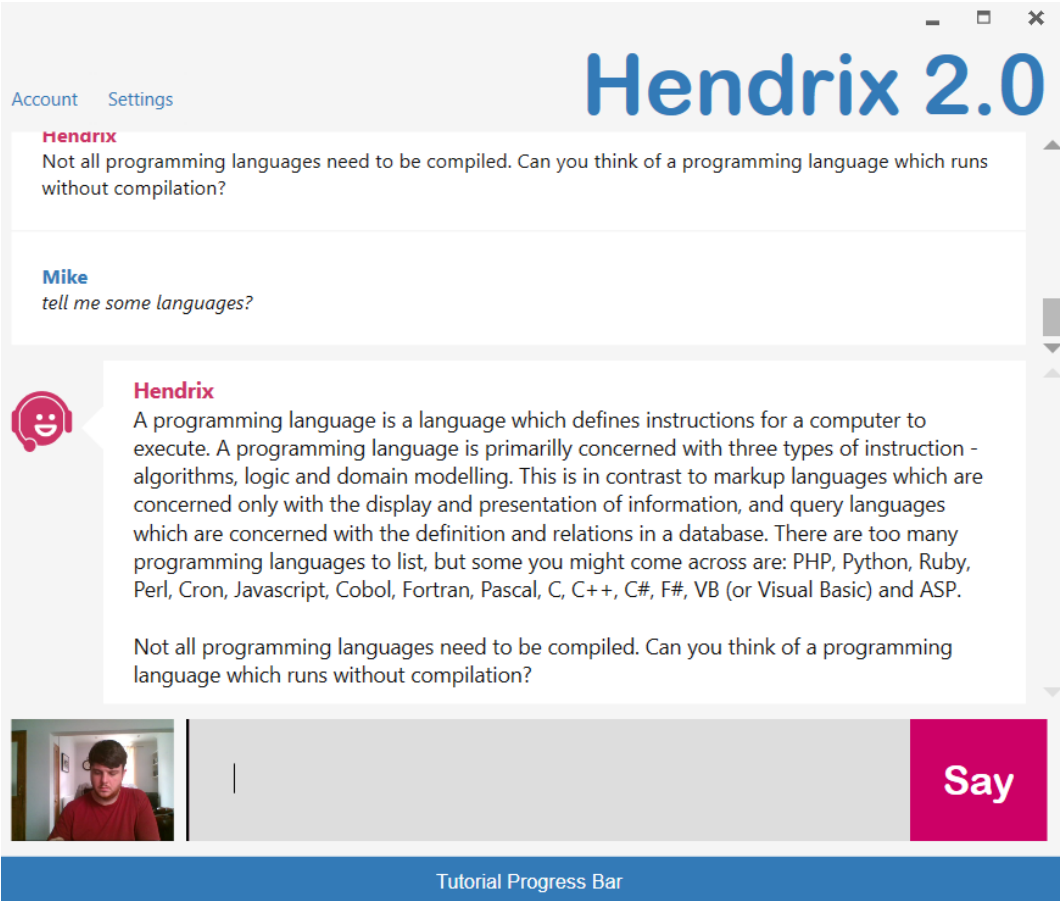 Hendrix 2.0
Account Settings
Hendrix
Not all programming languages need to be compiled. Can you think of a programming language which runs
without compilation?
Mike
tell me some languages?
Hendrix
A programming language is a language which defines instructions for a computer to
execute. A programming language is primarilly concerned with three types of instruction -
algorithms, logic and domain modelling. This is in contrast to markup languages which are
concerned only with the display and presentation of information, and query languages
which are concerned with the definition and relations in a database. There are too many
programming languages to list, but some you might come across are: PHP, Python, Ruby,
Perl, Cron, Javascript, Cobol, Fortran, Pascal, C, C++, C#, F#, VB (or Visual Basic) and ASP.
Not all programming languages need to be compiled. Can you think of a programming
language which runs without compilation?
Say
Tutorial Progress Bar